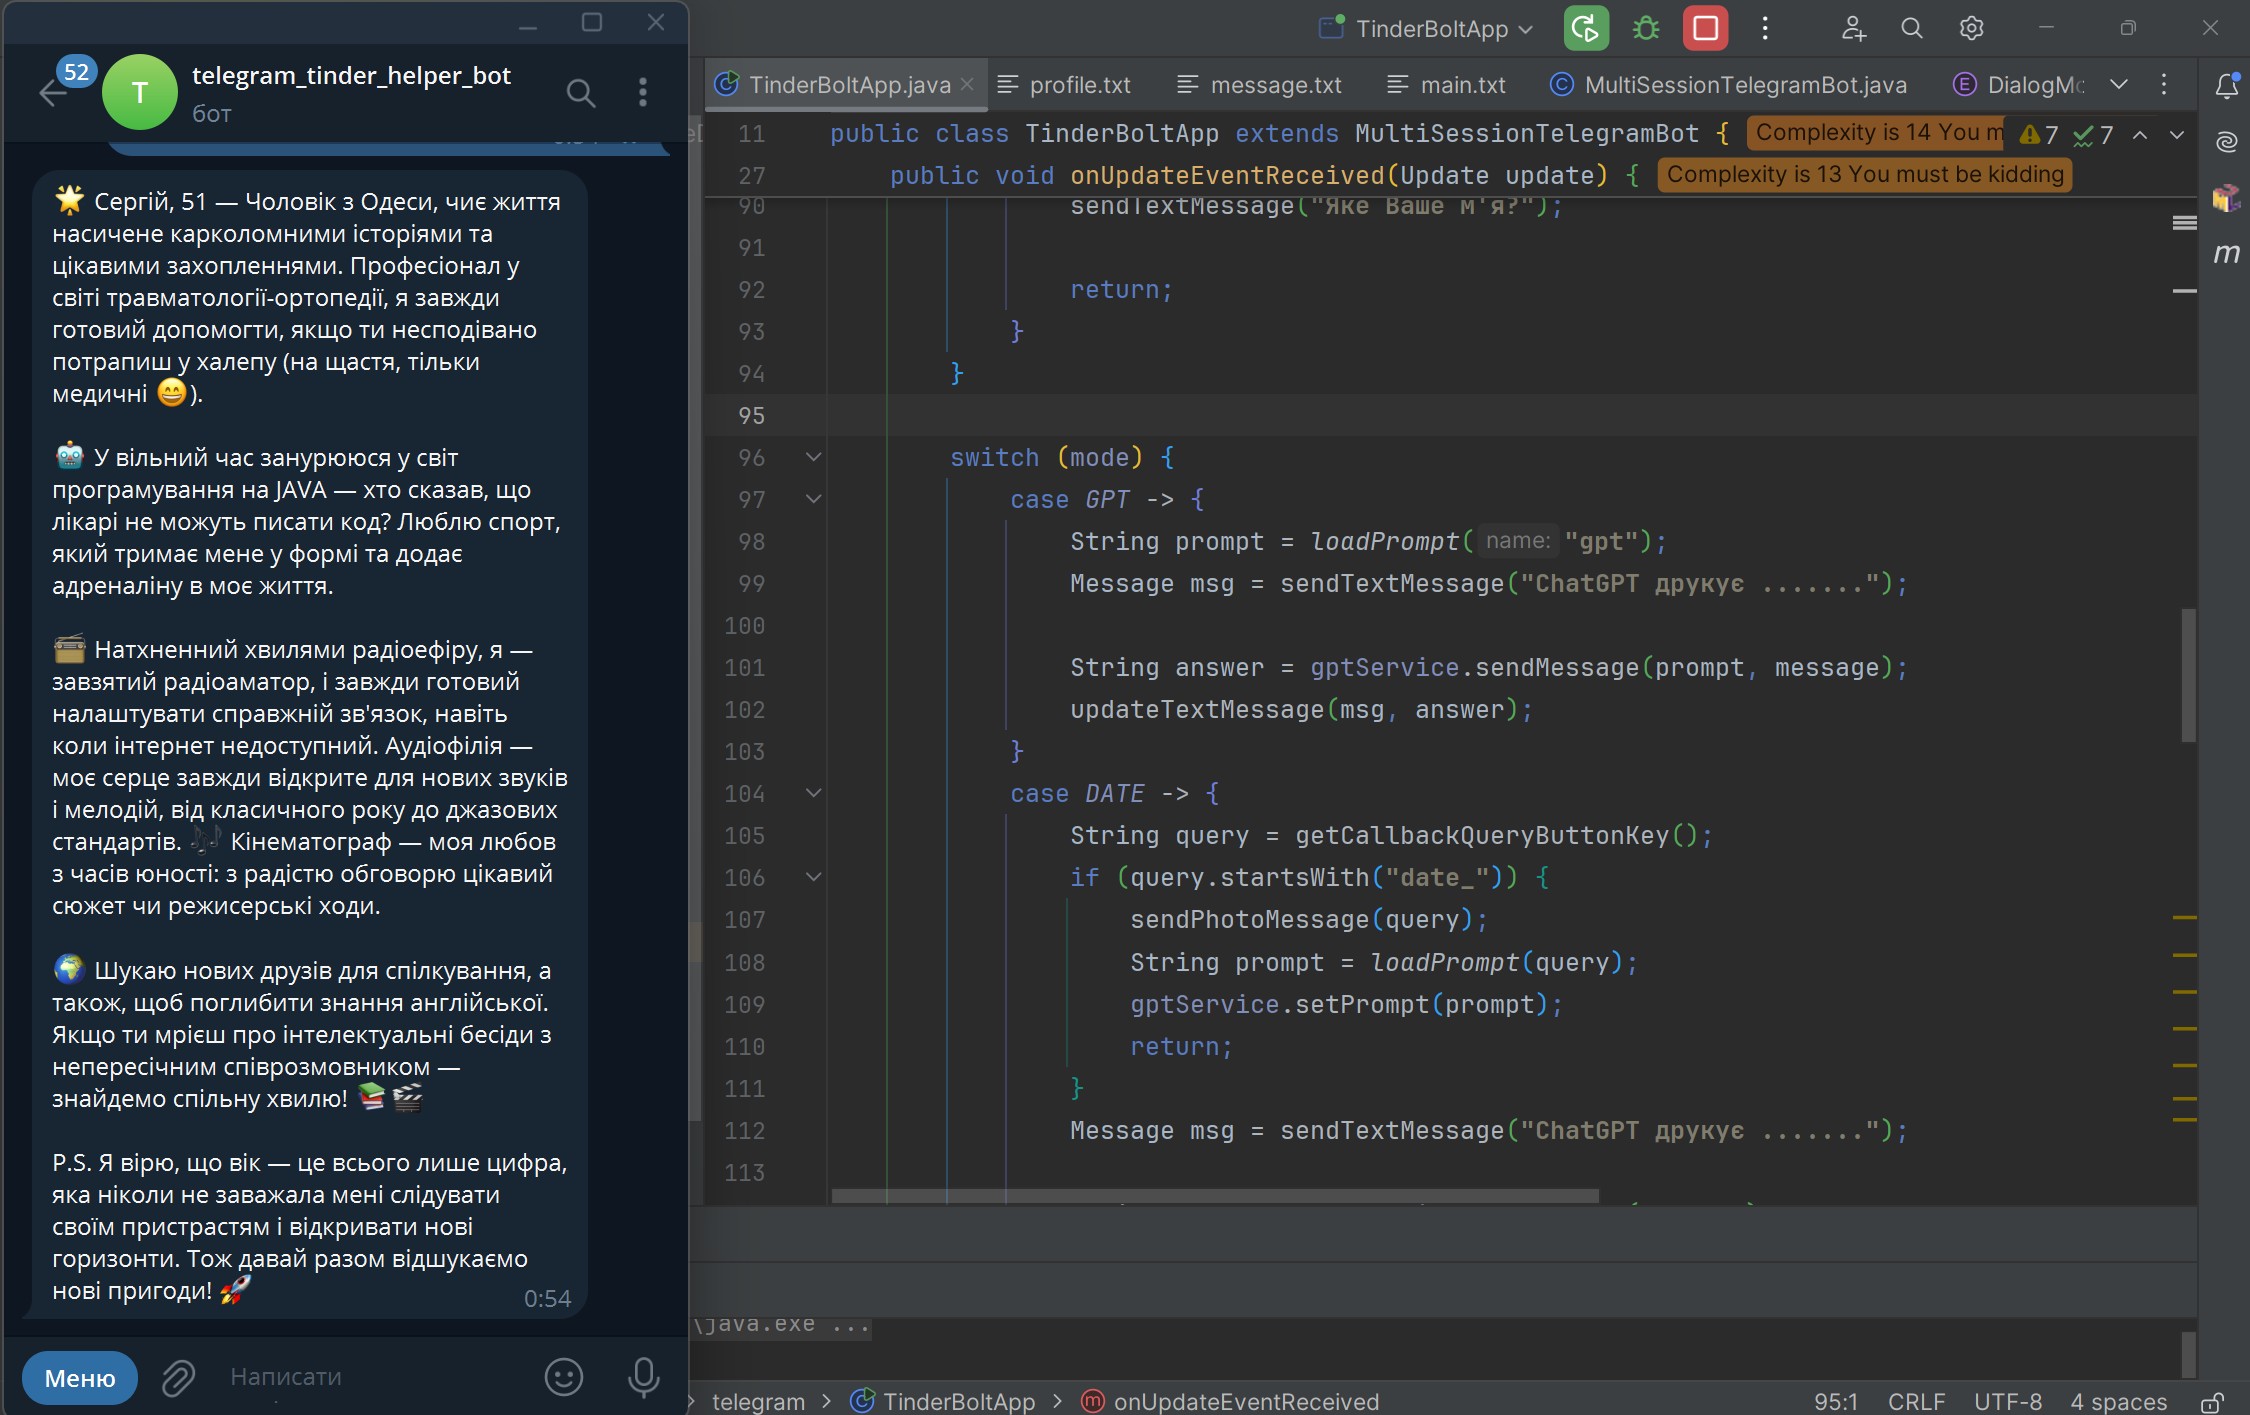 52
T
telegram_tinder_helper_bot
бот
🌟 Сергій, 51 — Чоловік з Одеси, чиє життя
насичене карколомними історіями та
цікавими захопленнями. Професіонал у
світі травматології-ортопедії, я завжди
готовий допомогти, якщо ти несподівано
потрапиш у халепу (на щастя, тільки
медичні 😄).
🤖 У вільний час занурююся у світ
програмування на JAVA — хто сказав, що
лікарі не можуть писати код? Люблю спорт,
який тримає мене у формі та додає
адреналіну в моє життя.
📻 Натхненний хвилями радіоефіру, я —
завзятий радіоаматор, і завжди готовий
налаштувати справжній зв'язок, навіть
коли інтернет недоступний. Аудіофілія —
моє серце завжди відкрите для нових звуків
і мелодій, від класичного року до джазових
стандартів. 🎶 Кінематограф — моя любов
з часів юності: з радістю обговорю цікавий
сюжет чи режисерські ходи.
🌍 Шукаю нових друзів для спілкування, а
також, щоб поглибити знання англійської.
Якщо ти мрієш про інтелектуальні бесіди з
непересічним співрозмовником —
знайдемо спільну хвилю! 📚🎬
P.S. Я вірю, що вік — це всього лише цифра,
яка ніколи не заважала мені слідувати
своїм пристрастям і відкривати нові
горизонти. Тож давай разом відшукаємо
нові пригоди! 🚀
0:54
Меню
Написати
TinderBoltApp
TinderBoltApp.java profile.txt message.txt main.txt MultiSessionTelegramBot.java DialogMo
11 public class TinderBoltApp extends MultiSessionTelegramBot { Complexity is 14 You m 7 7
27 public void onUpdateEventReceived(Update update) { Complexity is 13 You must be kidding
90 sendTextMessage("Яке Ваше м'я?");
91
92 return;
93 }
94 }
95
96 switch (mode) {
97 case GPT -> {
98 String prompt = loadPrompt( name: "gpt");
99 Message msg = sendTextMessage("ChatGPT друкує .......");
100
101 String answer = gptService.sendMessage(prompt, message);
102 updateTextMessage(msg, answer);
103 }
104 case DATE -> {
105 String query = getCallbackQueryButtonKey();
106 if (query.startsWith("date_")) {
107 sendPhotoMessage(query);
108 String prompt = loadPrompt(query);
109 gptService.setPrompt(prompt);
110 return;
111 }
112 Message msg = sendTextMessage("ChatGPT друкує .......");
113
\java.exe ...
telegram > TinderBoltApp > onUpdateEventReceived
95:1 CRLF UTF-8 4 spaces